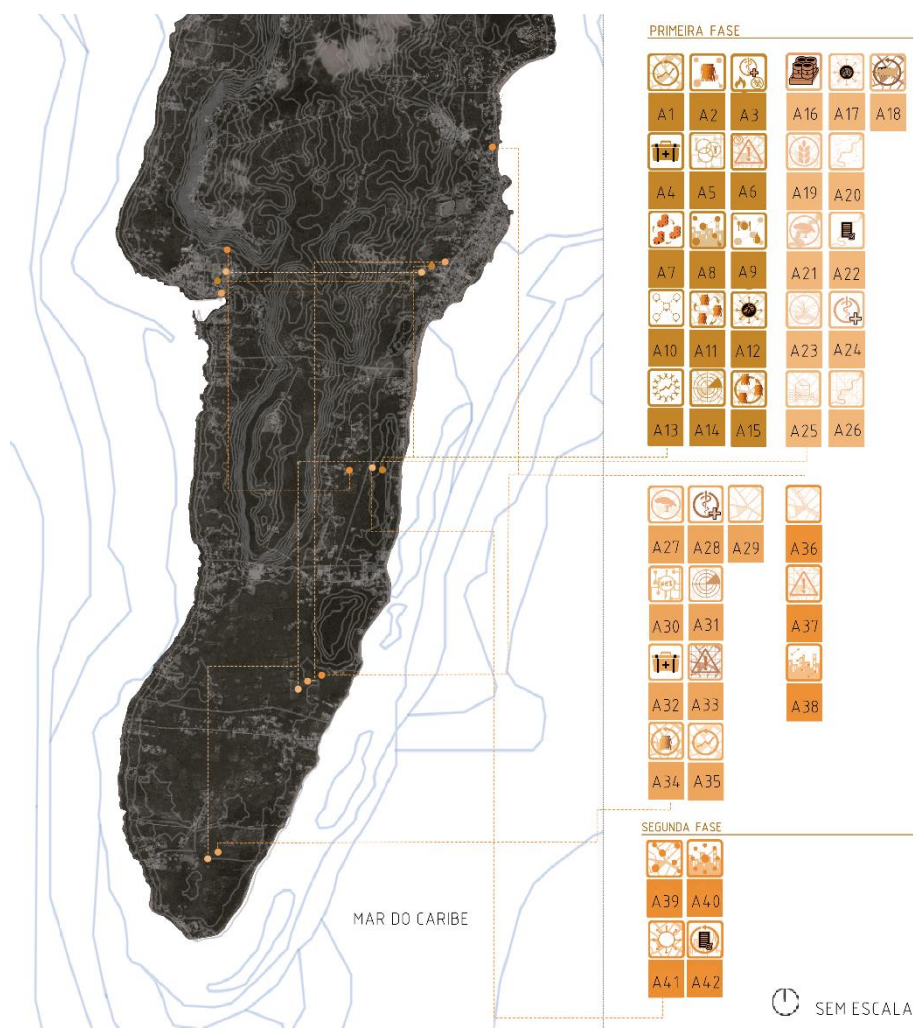 PRIMEIRA FASE
A1 A2 A3 A16 A17 A18
A4 A5 A6 A19 A20
A7 A8 A9 A21 A22
A10 A11 A12 A23 A24
A13 A14 A15 A25 A26
A27 A28 A29 A36
A30 A31 A37
A32 A33 A38
A34 A35
SEGUNDA FASE
A39 A40
MAR DO CARIBE
A41 A42
SEM ESCALA